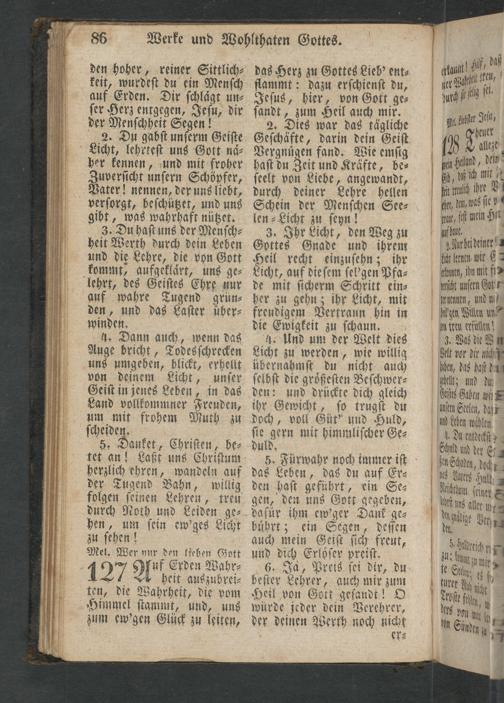 86 Werke und Wohlthaten Gottes.
den hoher, reiner Sittlich-
keit, wurdest du ein Mensch
auf Erden. Dir schlägt un-
ser Herz entgegen, Jesu, dir
der Menschheit Segen!
2. Du gabst unserm Geiste
Licht, lehrtest uns Gott nä-
her kennen, und mit froher
Zuversicht unsern Schöpfer,
Vater! nennen, der uns liebt,
versorgt, beschützet, und uns
gibt, was wahrhaft nützet.
3. Du hast uns der Mensch-
heit Werth durch dein Leben
und die Lehre, die von Gott
kommt, aufgeklärt, uns ge-
lehrt, des Geistes Ehre nur
auf wahre Tugend grün-
den, und das Laster über-
winden.
4. Dann auch, wenn das
Auge bricht, Todesschrecken
uns umgeben, blickt, erhellt
von deinem Licht, unser
Geist in jenes Leben, in das
Land vollkommner Freuden,
um mit frohem Muth zu
scheiden.
5. Danket, Christen, be-
tet an! Laßt uns Christum
herzlich ehren, wandeln auf
der Tugend Bahn, willig
folgen seinen Lehren, treu
durch Noth und Leiden ge-
hen, um sein ew'ges Licht
zu sehen!
Mel. Wer nur den lieben Gott
127 Auf Erden Wahr-
heit auszubrei-
ten, die Wahrheit, die vom
Himmel stammt, und, uns
zum ew'gen Glück zu leiten,
das Herz zu Gottes Lieb' ent-
flammt: dazu erschienst du,
Jesus, hier, von Gott ge-
sandt, zum Heil auch mir.
2. Dies war das tägliche
Geschäfte, darin dein Geist
Vergnügen fand. Wie emsig
hast du Zeit und Kräfte, be-
seelt von Liebe, angewandt,
durch deiner Lehre hellen
Schein der Menschen See-
len-Licht zu seyn!
3. Ihr Licht, den Weg zu
Gottes Gnade und ihrem
Heil recht einzusehn; ihr
Licht, auf diesem sel'gen Pfa-
de mit sicherm Schritt ein-
her zu gehn; ihr Licht, mit
freudigem Vertraun hin in
die Ewigkeit zu schaun.
4. Und um der Welt dies
Licht zu werden, wie willig
übernahmst du nicht auch
selbst die größesten Beschwer-
den: und drückte dich gleich
ihr Gewicht, so trugst du
doch, voll Güt' und Huld,
sie gern mit himmlischer Ge-
duld.
5. Fürwahr noch immer ist
das Leben, das du auf Er-
den hast geführt, ein Se-
gen, den uns Gott gegeben,
dafür ihm ew'ger Dank ge-
bührt; ein Segen, dessen
auch mein Geist sich freut,
und dich Erlöser preist.
6. Ja, Preis sei dir, du
bester Lehrer, auch mir zum
Heil von Gott gesandt! O
würde jeder dein Verehrer,
der deinen Werth noch nicht
er-
128 Theurer